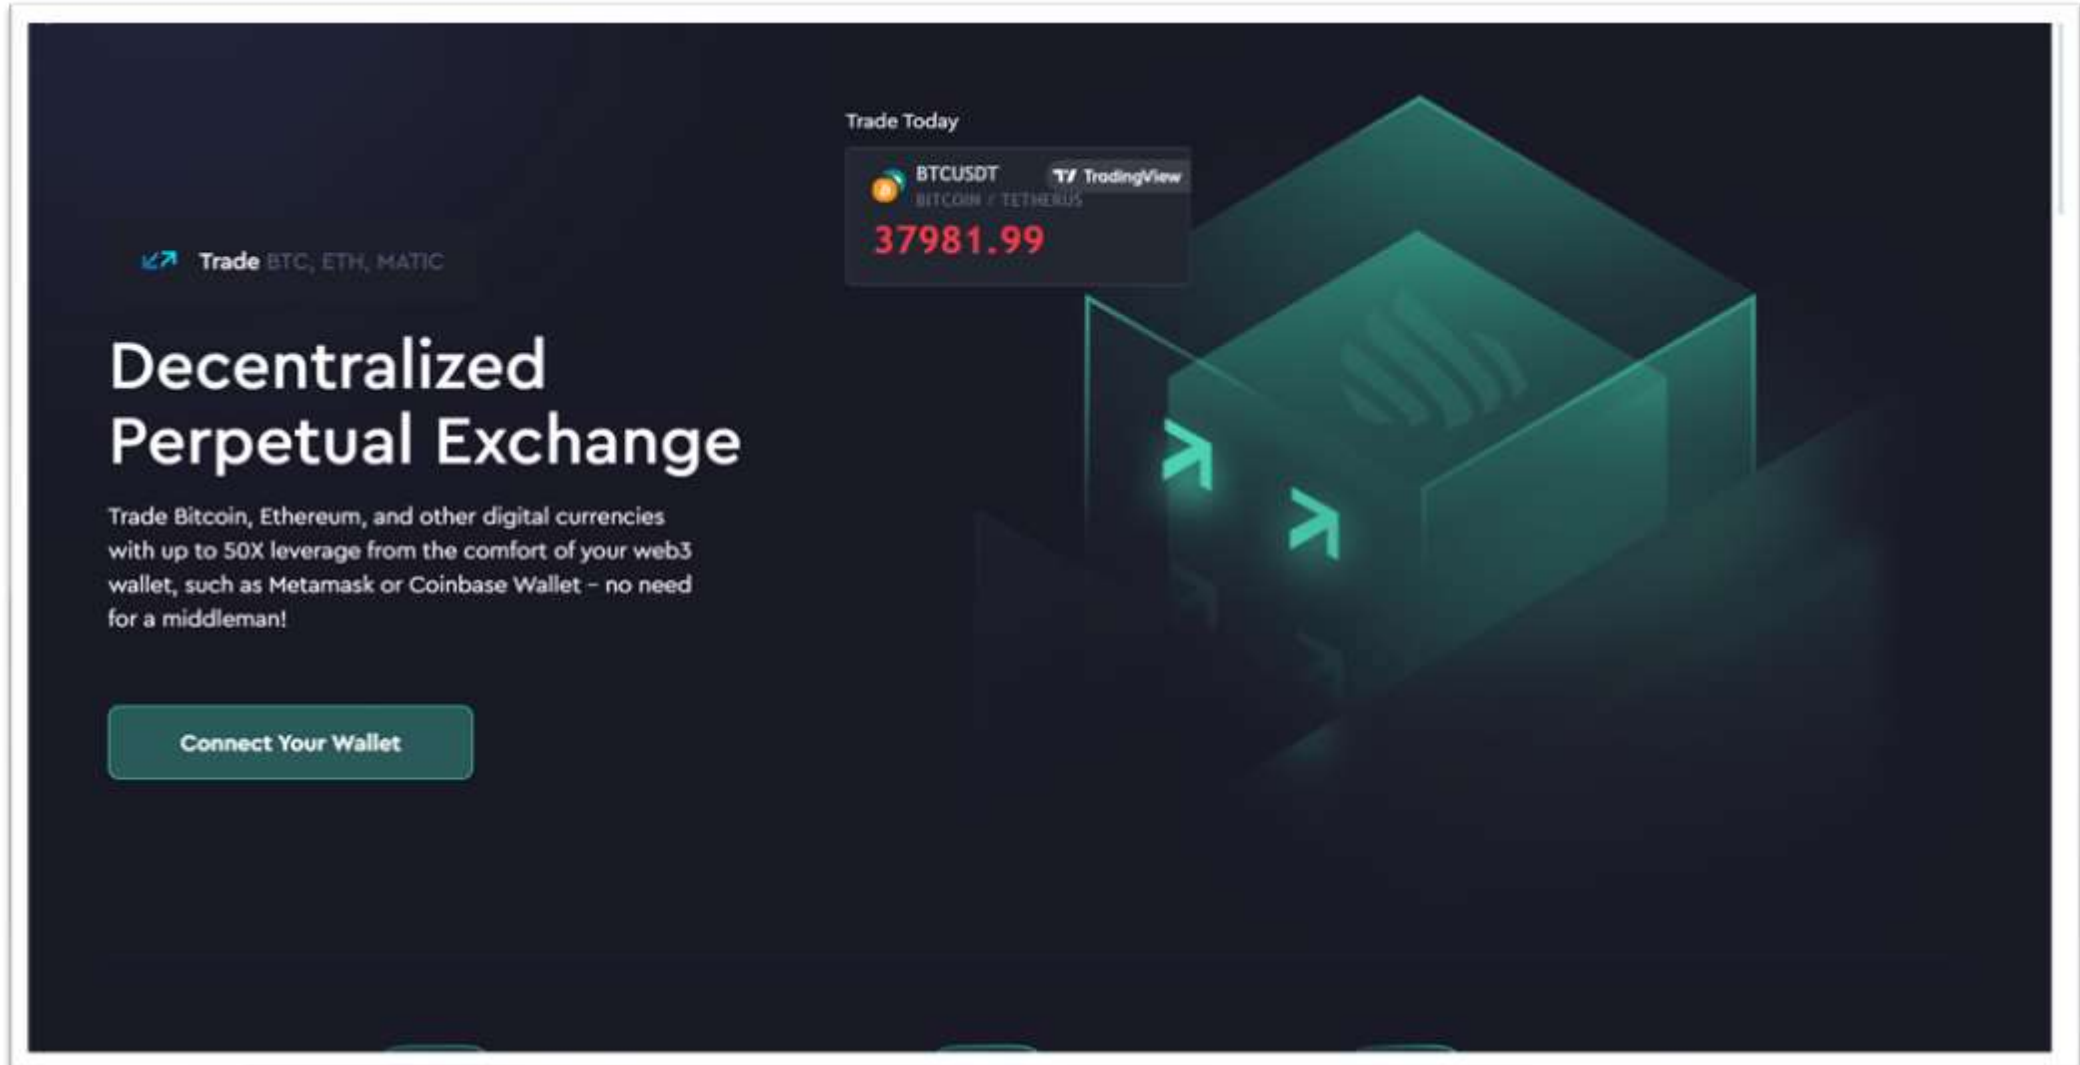 Trade Today
BTCUSDT
TradingView
BITCOIN / TETHERUS
37981.99
Trade BTC, ETH, MATIC
Decentralized
Perpetual Exchange
Trade Bitcoin, Ethereum, and other digital currencies
with up to 50X leverage from the comfort of your web3
wallet, such as Metamask or Coinbase Wallet – no need
for a middleman!
Connect Your Wallet